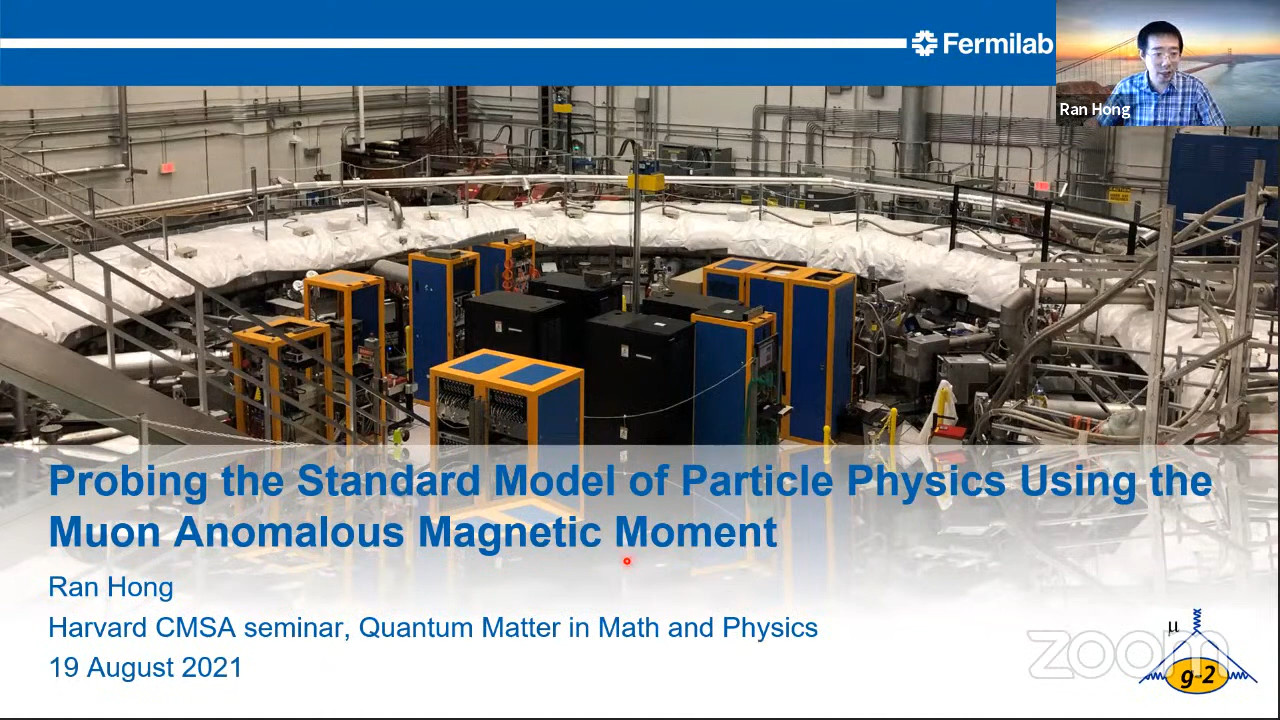 Fermilab
Ran Hong
Probing the Standard Model of Particle Physics Using the
Muon Anomalous Magnetic Moment
Ran Hong
Harvard CMSA seminar, Quantum Matter in Math and Physics
19 August 2021
zoom
μ
g-2